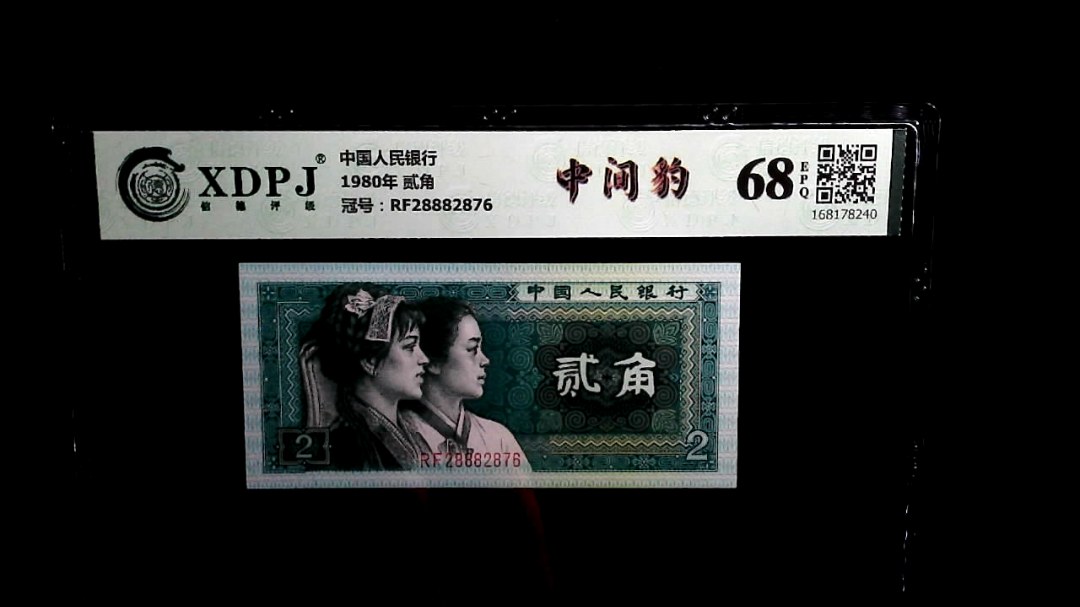 XDPJ®
信德评级
中国人民银行
1980年 贰角
冠号：RF28882876
中间豹
68
EPQ
168178240
中国人民银行
贰角
2
2
RF28882876